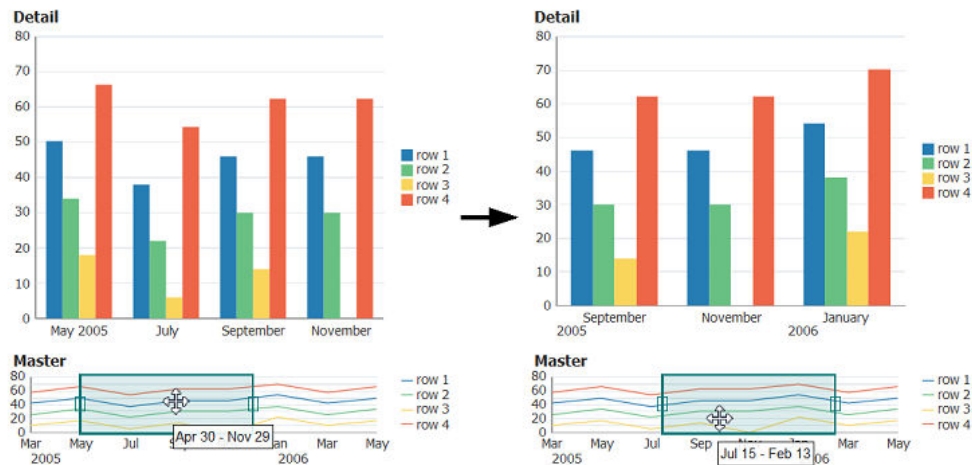 Detail
80
70
60
50
40
30
20
10
0
May 2005 July September November
row 1
row 2
row 3
row 4
Master
80
60
40
20
0
Mar May Jul
2005 2006
Mar May
Apr 30 - Nov 29
row 1
row 2
row 3
row 4
Detail
80
70
60
50
40
30
20
10
0
September November January
2005 2006
row 1
row 2
row 3
row 4
Master
80
60
40
20
0
Mar May Jul Sep Mar May
2005 2006
Jul 15 - Feb 13
row 1
row 2
row 3
row 4